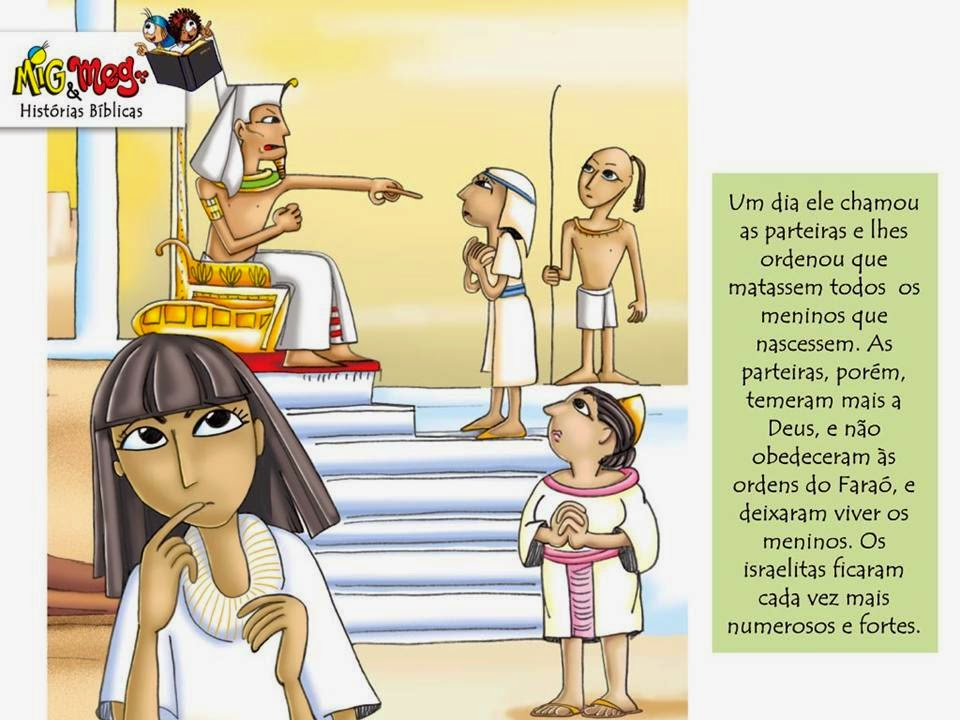 MiG & Meg
Histórias Bíblicas
Um dia ele chamou
as parteiras e lhes
ordenou que
matassem todos os
meninos que
nascessem. As
parteiras, porém,
temeram mais a
Deus, e não
obedeceram às
ordens do Faraó, e
deixaram viver os
meninos. Os
israelitas ficaram
cada vez mais
numerosos e fortes.